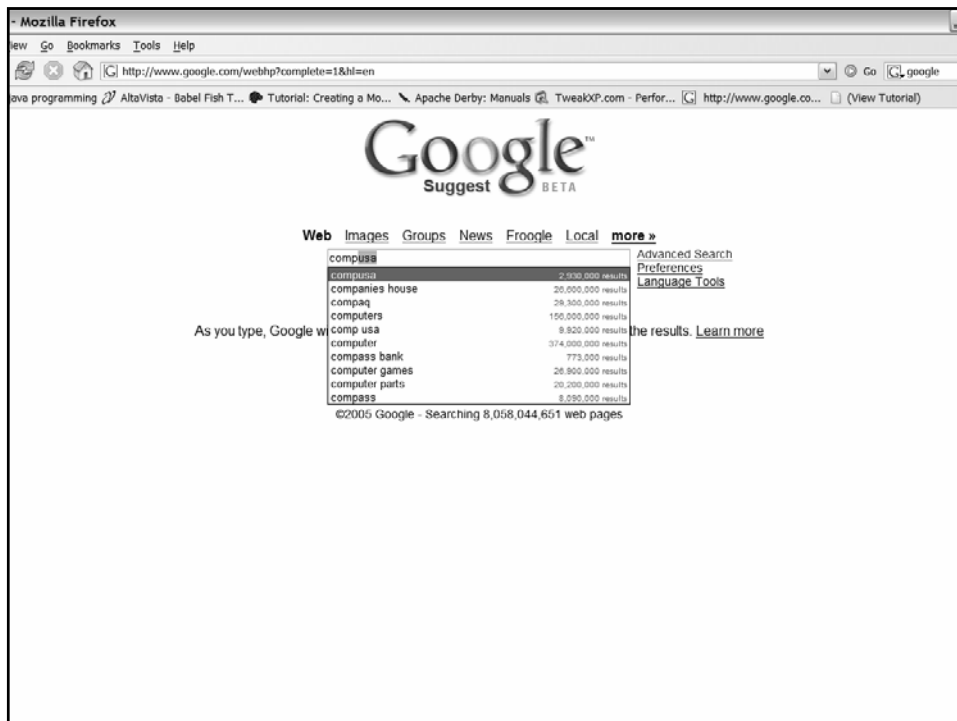 - Mozilla Firefox
iew Go Bookmarks Tools Help
http://www.google.com/webhp?complete=1&hl=en Go google
ava programming AltaVista - Babel Fish T... Tutorial: Creating a Mo... Apache Derby: Manuals TweakXP.com - Perfor... http://www.google.co... (View Tutorial)
Google™
Suggest BETA
Web Images Groups News Froogle Local more »
compusa Advanced Search
compusa 2,930,000 results Preferences
companies house 26,600,000 results Language Tools
compaq 29,300,000 results
computers 156,000,000 results
As you type, Google w comp usa 9,920,000 results the results. Learn more
computer 374,000,000 results
compass bank 773,000 results
computer games 26,900,000 results
computer parts 20,200,000 results
compass 8,090,000 results
©2005 Google - Searching 8,058,044,651 web pages